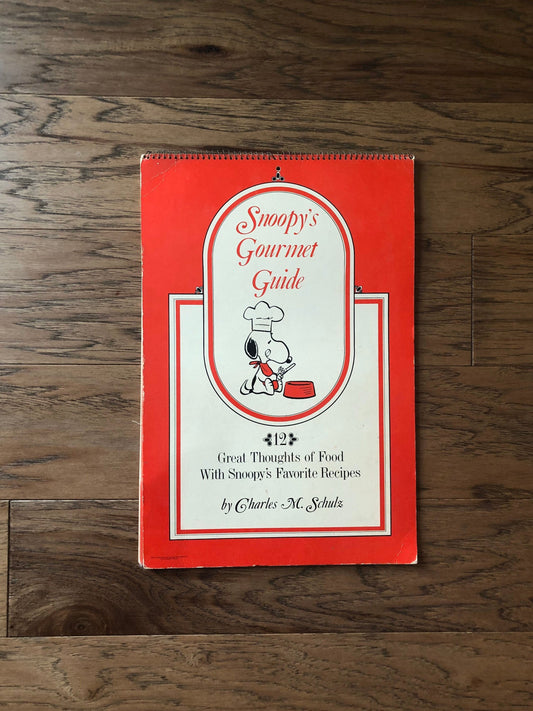 Snoopy's
Gourmet
Guide
12
Great Thoughts of Food
With Snoopy's Favorite Recipes
by Charles M. Schulz